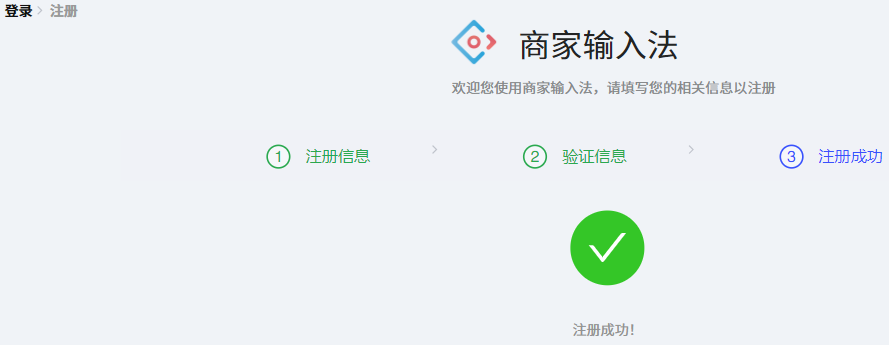 登录 > 注册
商家输入法
欢迎您使用商家输入法，请填写您的相关信息以注册
1 注册信息 > 2 验证信息 > 3 注册成功
注册成功！